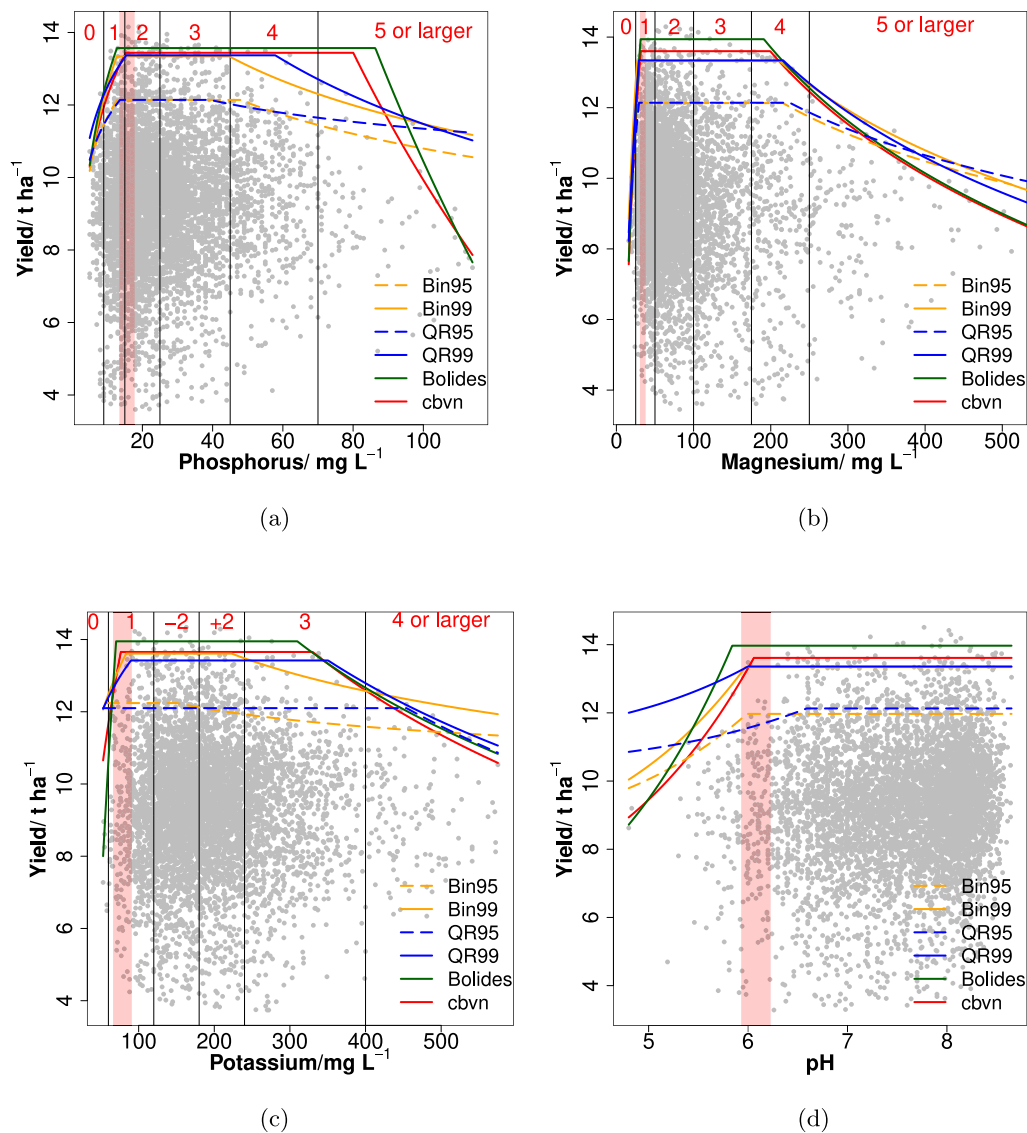 0 1 2 3 4 5 or larger
14
12
10
8
6
4
Yield/ t ha⁻¹
Bin95
Bin99
QR95
QR99
Bolides
cbvn
20 40 60 80 100
Phosphorus/ mg L⁻¹
(a)
0 1 2 3 4 5 or larger
14
12
10
8
6
4
Yield/ t ha⁻¹
Bin95
Bin99
QR95
QR99
Bolides
cbvn
0 100 200 300 400 500
Magnesium/ mg L⁻¹
(b)
0 1 −2 +2 3 4 or larger
14
12
10
8
6
4
Yield/ t ha⁻¹
Bin95
Bin99
QR95
QR99
Bolides
cbvn
100 200 300 400 500
Potassium/mg L⁻¹
(c)
14
12
10
8
6
4
Yield/ t ha⁻¹
Bin95
Bin99
QR95
QR99
Bolides
cbvn
5 6 7 8
pH
(d)